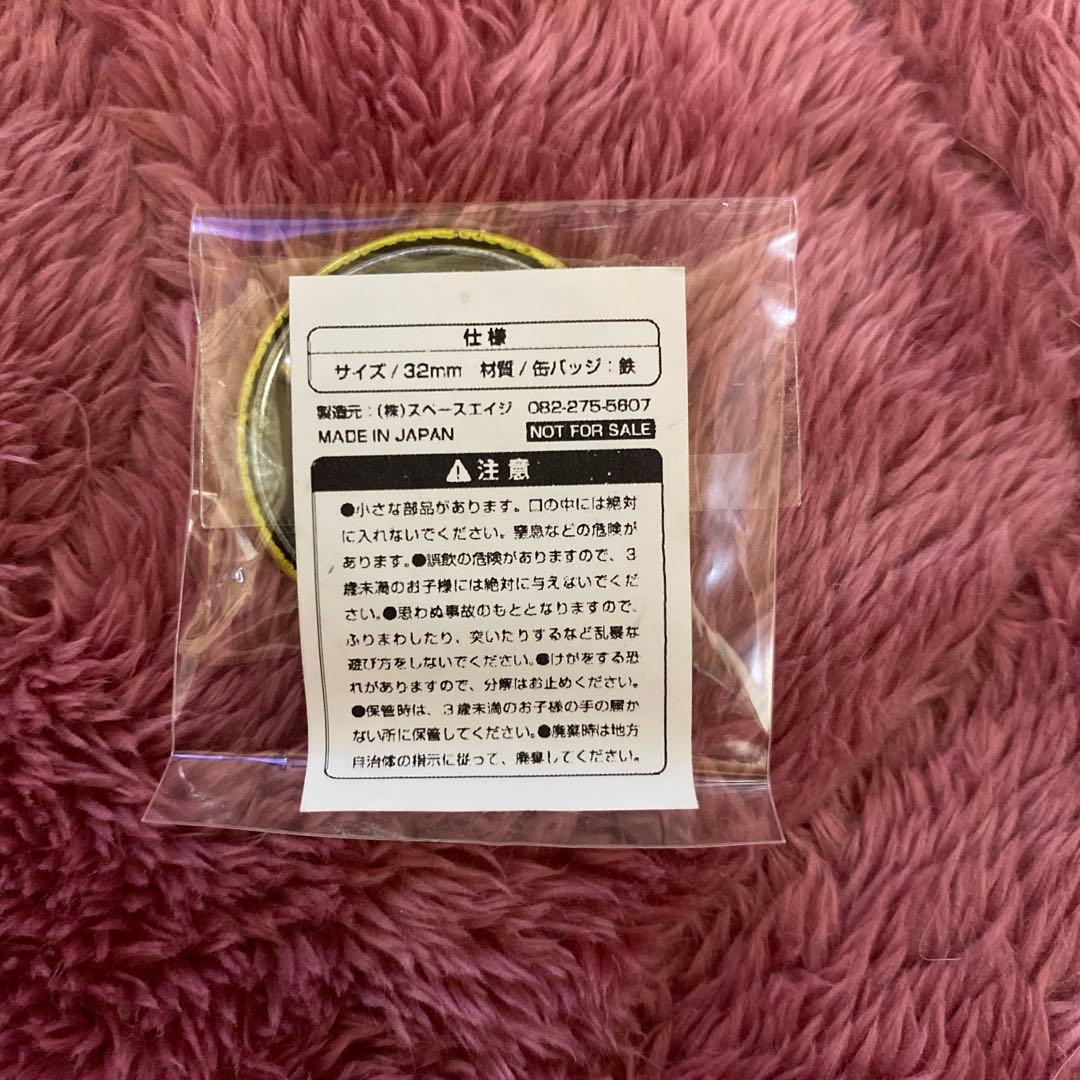 仕様
サイズ/32mm 材質/缶バッジ:鉄
製造元:(株)スペースエイジ 082-275-5607
MADE IN JAPAN NOT FOR SALE
注意
●小さな部品があります。口の中には絶対
に入れないでください。窒息などの危険が
あります。●誤飲の危険がありますので、3
歳未満のお子様には絶対に与えないでくだ
さい。●思わぬ事故のもととなりますので、
ふりまわしたり、突いたりするなど乱暴な
遊び方をしないでください。●けがをする恐
れがありますので、分解はお止めください。
●保管時は、3歳未満のお子様の手の届か
ない所に保管してください。●廃棄時は地方
自治体の指示に従って、廃棄してください。